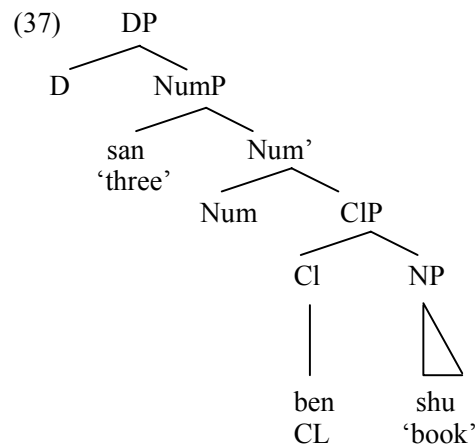 (37) DP
D NumP
san Num’
‘three’
Num ClP
Cl NP
ben shu
CL ‘book’